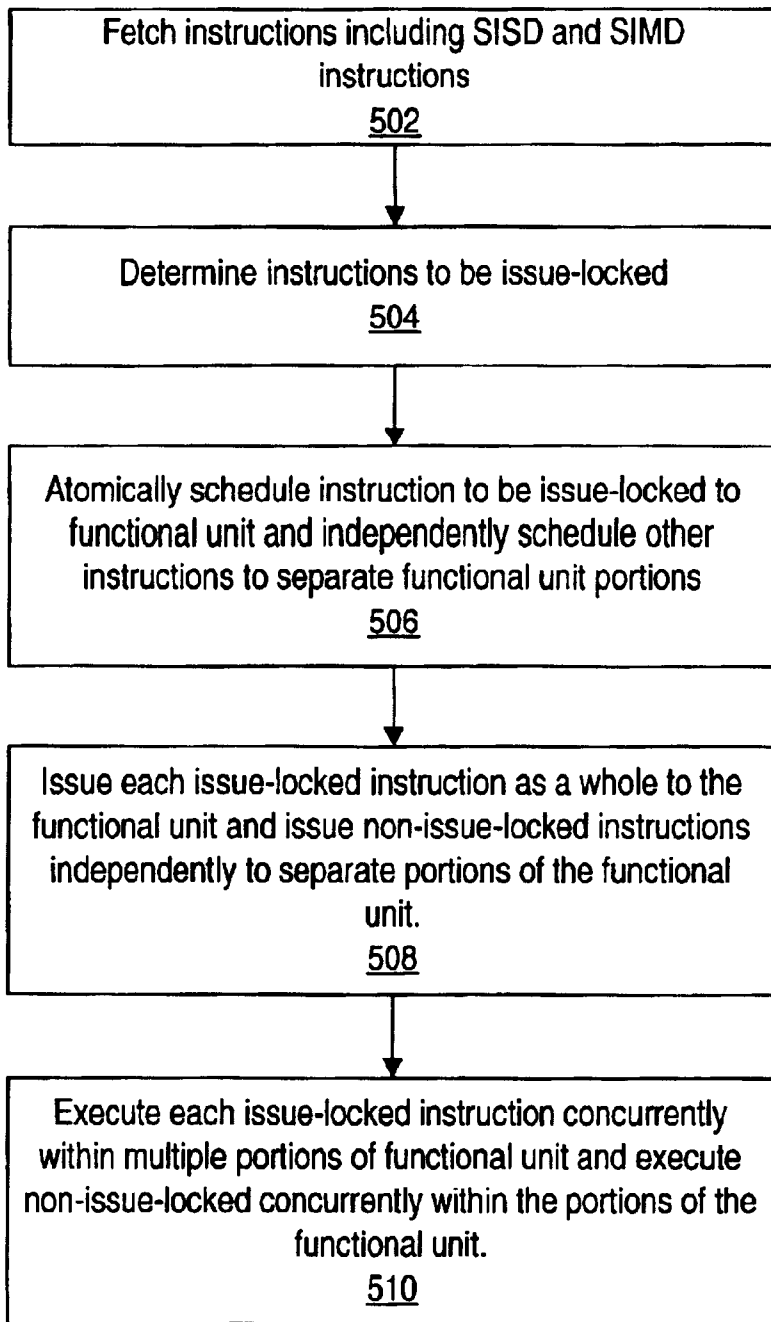 Fetch instructions including SISD and SIMD
instructions
502
Determine instructions to be issue-locked
504
Atomically schedule instruction to be issue-locked to
functional unit and independently schedule other
instructions to separate functional unit portions
506
Issue each issue-locked instruction as a whole to the
functional unit and issue non-issue-locked instructions
independently to separate portions of the functional
unit.
508
Execute each issue-locked instruction concurrently
within multiple portions of functional unit and execute
non-issue-locked concurrently within the portions of the
functional unit.
510